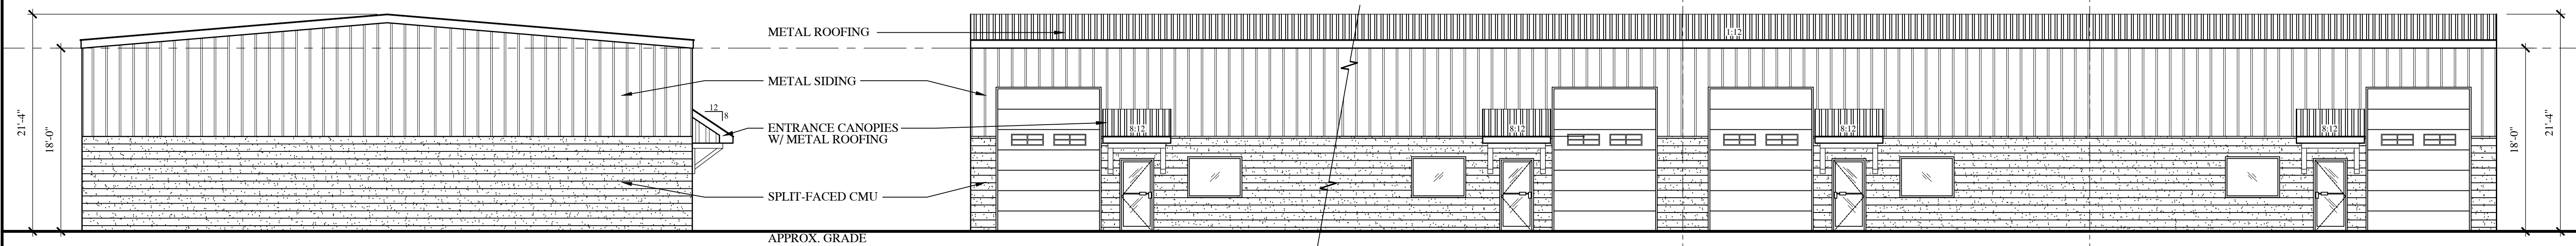 21'-4"
18'-0"
12
8
METAL ROOFING
METAL SIDING
ENTRANCE CANOPIES
W/ METAL ROOFING
SPLIT-FACED CMU
APPROX. GRADE
1:12
8:12
8:12
8:12
8:12
18'-0"
21'-4"